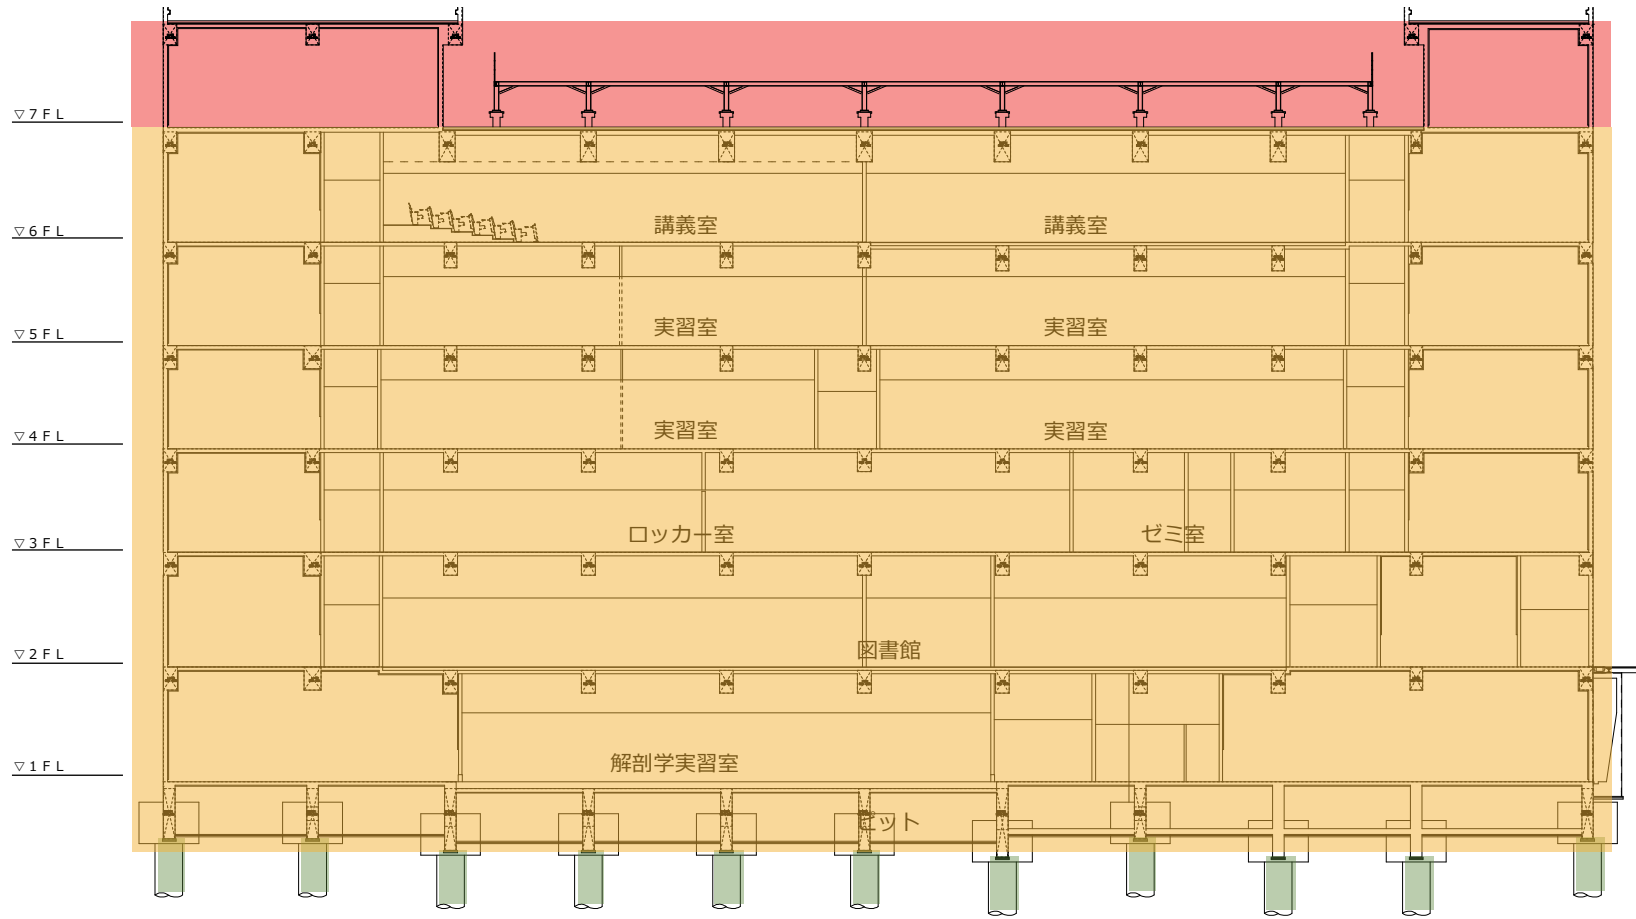 ▽7FL
▽6FL
講義室 講義室
▽5FL
実習室 実習室
▽4FL
実習室 実習室
▽3FL
ロッカー室 ゼミ室
▽2FL
図書館
▽1FL
解剖学実習室
ピット